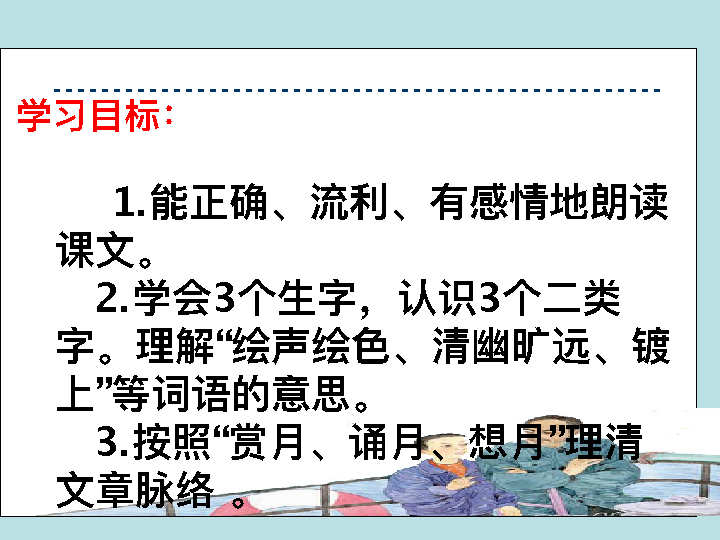 学习目标：
1.能正确、流利、有感情地朗读
课文。
2.学会3个生字，认识3个二类
字。理解“绘声绘色、清幽旷远、镀
上”等词语的意思。
3.按照“赏月、诵月、想月”理清
文章脉络 。